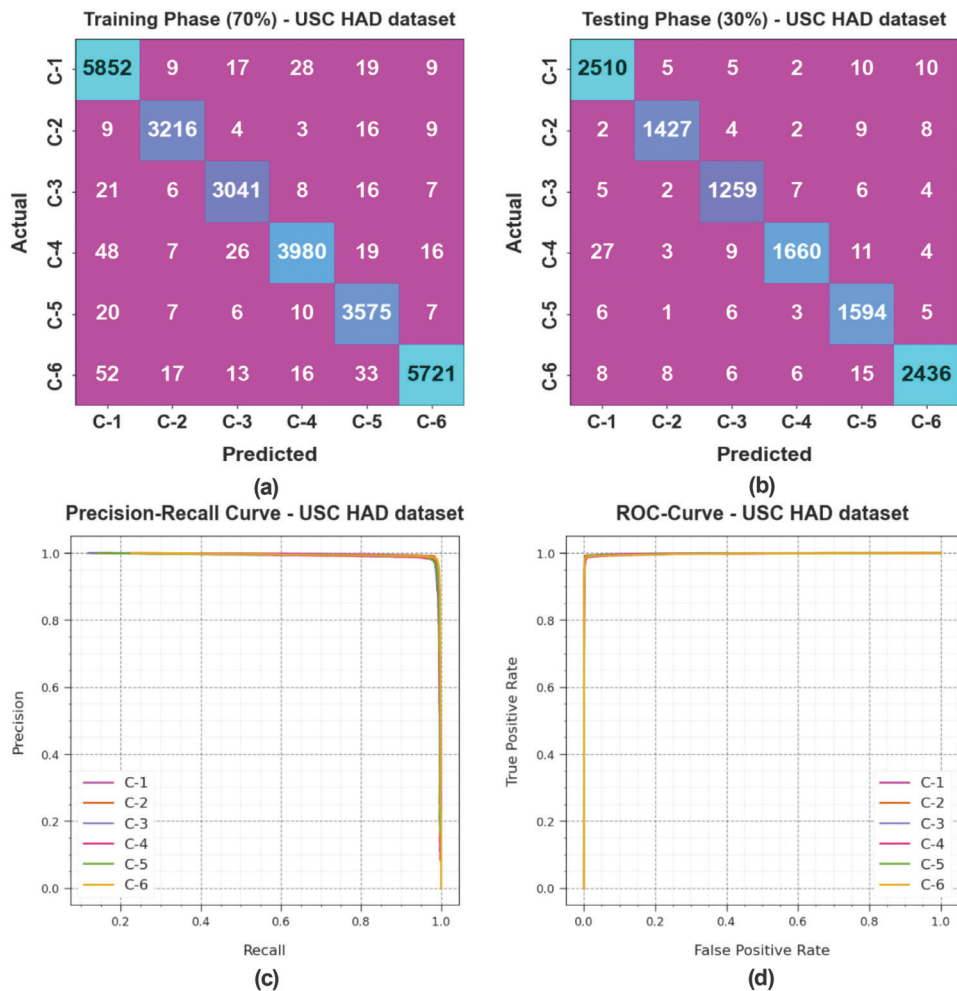 Training Phase (70%) - USC HAD dataset
Actual
C-1 5852 9 17 28 19 9
C-2 9 3216 4 3 16 9
C-3 21 6 3041 8 16 7
C-4 48 7 26 3980 19 16
C-5 20 7 6 10 3575 7
C-6 52 17 13 16 33 5721
C-1 C-2 C-3 C-4 C-5 C-6
Predicted
(a)
Testing Phase (30%) - USC HAD dataset
Actual
C-1 2510 5 5 2 10 10
C-2 2 1427 4 2 9 8
C-3 5 2 1259 7 6 4
C-4 27 3 9 1660 11 4
C-5 6 1 6 3 1594 5
C-6 8 8 6 6 15 2436
C-1 C-2 C-3 C-4 C-5 C-6
Predicted
(b)
Precision-Recall Curve - USC HAD dataset
Precision
1.0
0.8
0.6
0.4
0.2
0.0
C-1
C-2
C-3
C-4
C-5
C-6
0.2 0.4 0.6 0.8 1.0
Recall
(c)
ROC-Curve - USC HAD dataset
True Positive Rate
1.0
0.8
0.6
0.4
0.2
0.0
C-1
C-2
C-3
C-4
C-5
C-6
0.0 0.2 0.4 0.6 0.8 1.0
False Positive Rate
(d)